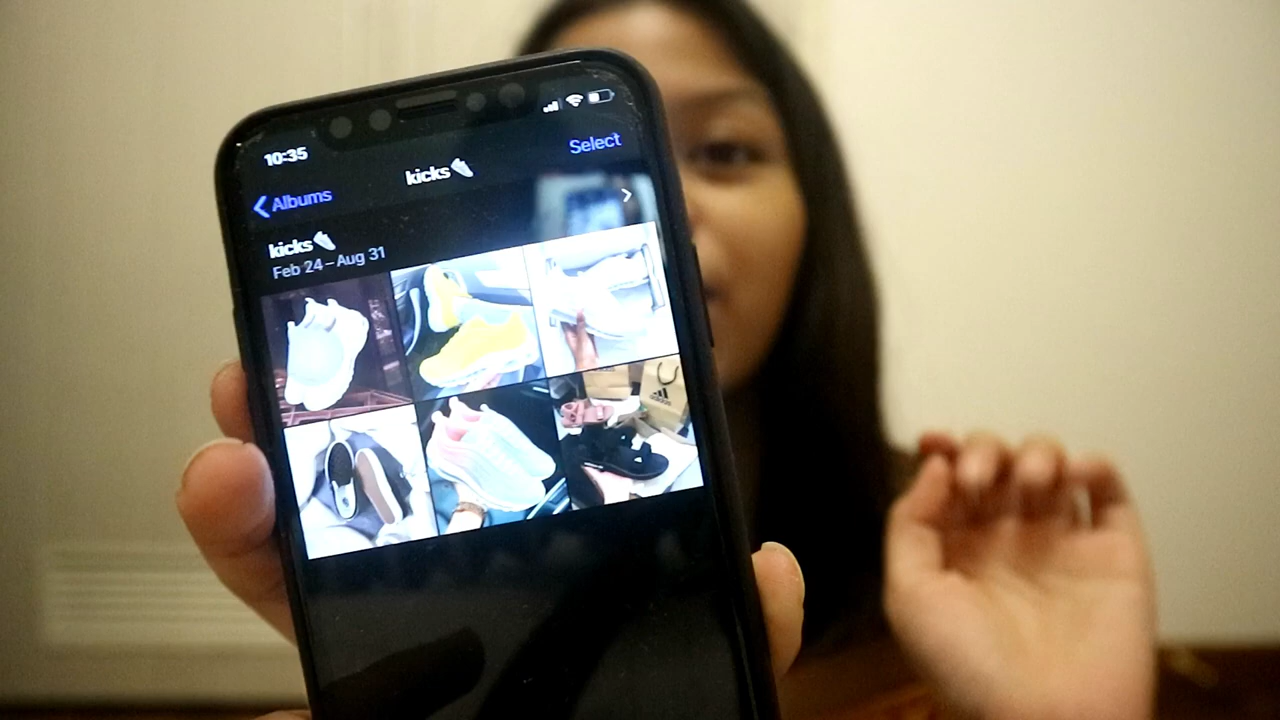 10:35
Select
kicks👟
Albums
kicks👟
Feb 24 – Aug 31
adidas